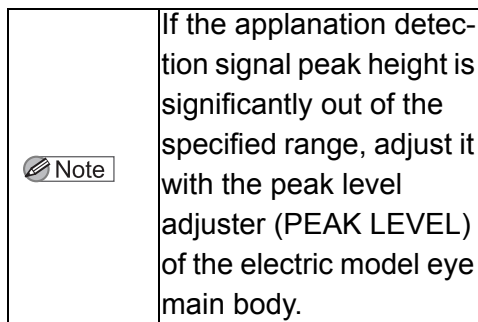 Note
If the applanation detec-
tion signal peak height is
significantly out of the
specified range, adjust it
with the peak level
adjuster (PEAK LEVEL)
of the electric model eye
main body.